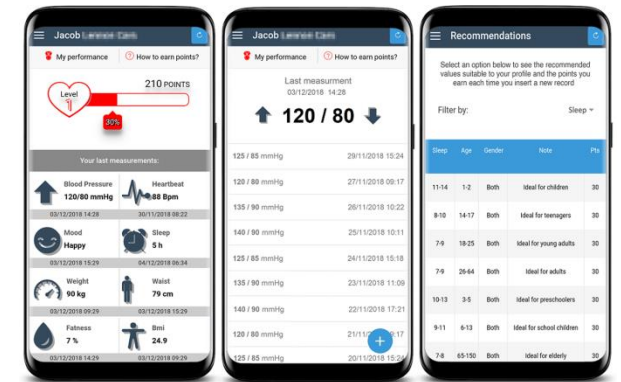 Jacob
My performance
How to earn points?
Level
1
210 POINTS
30%
Your last measurements:
Blood Pressure
120/80 mmHg
Heartbeat
88 Bpm
03/12/2018 14:28
30/11/2018 08:22
Mood
Happy
Sleep
5 h
03/12/2018 15:29
04/12/2018 06:34
Weight
90 kg
Waist
79 cm
03/12/2018 09:29
03/12/2018 15:29
Fatness
7 %
Bmi
24.9
03/12/2018 14:29
03/12/2018 09:29
Jacob
My performance
How to earn points?
Last measurment
03/12/2019 14:28
120 / 80
125 / 85 mmHg 29/11/2018 15:24
120 / 80 mmHg 27/11/2018 09:17
135 / 90 mmHg 26/11/2018 10:22
140 / 90 mmHg 25/11/2018 10:11
125 / 85 mmHg 24/11/2018 15:18
135 / 90 mmHg 23/11/2018 11:09
140 / 90 mmHg 22/11/2018 17:21
120 / 80 mmHg 21/11/
+
125 / 85 mmHg 20/11/2018 15:24
Recommendations
Select an option below to see the recommended
values suitable to your profile and the points you
earn each time you insert a new record
Filter by: Sleep
Sleep Age Gender Note Pts
11-14 1-2 Both Ideal for children 30
8-10 14-17 Both Ideal for teenagers 30
7-9 18-25 Both Ideal for young adults 30
7-9 26-64 Both Ideal for adults 30
10-13 3-5 Both Ideal for preschoolers 30
9-11 6-13 Both Ideal for school children 30
7-8 65-150 Both Ideal for elderly 30